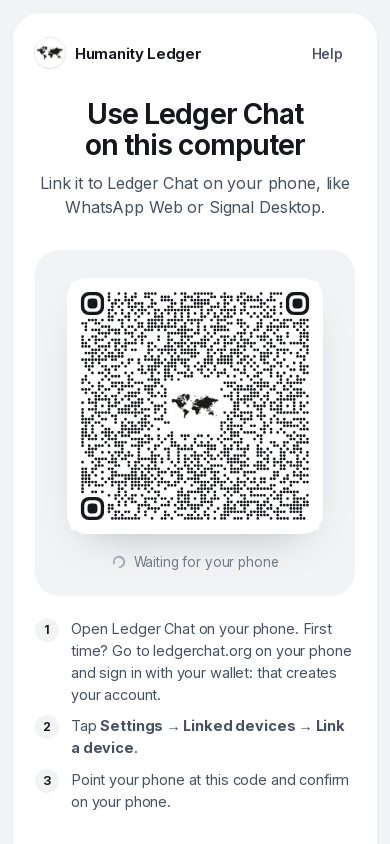 Humanity Ledger
Help
Use Ledger Chat
on this computer
Link it to Ledger Chat on your phone, like
WhatsApp Web or Signal Desktop.
Waiting for your phone
1 Open Ledger Chat on your phone. First
time? Go to ledgerchat.org on your phone
and sign in with your wallet: that creates
your account.
2 Tap Settings → Linked devices → Link
a device.
3 Point your phone at this code and confirm
on your phone.